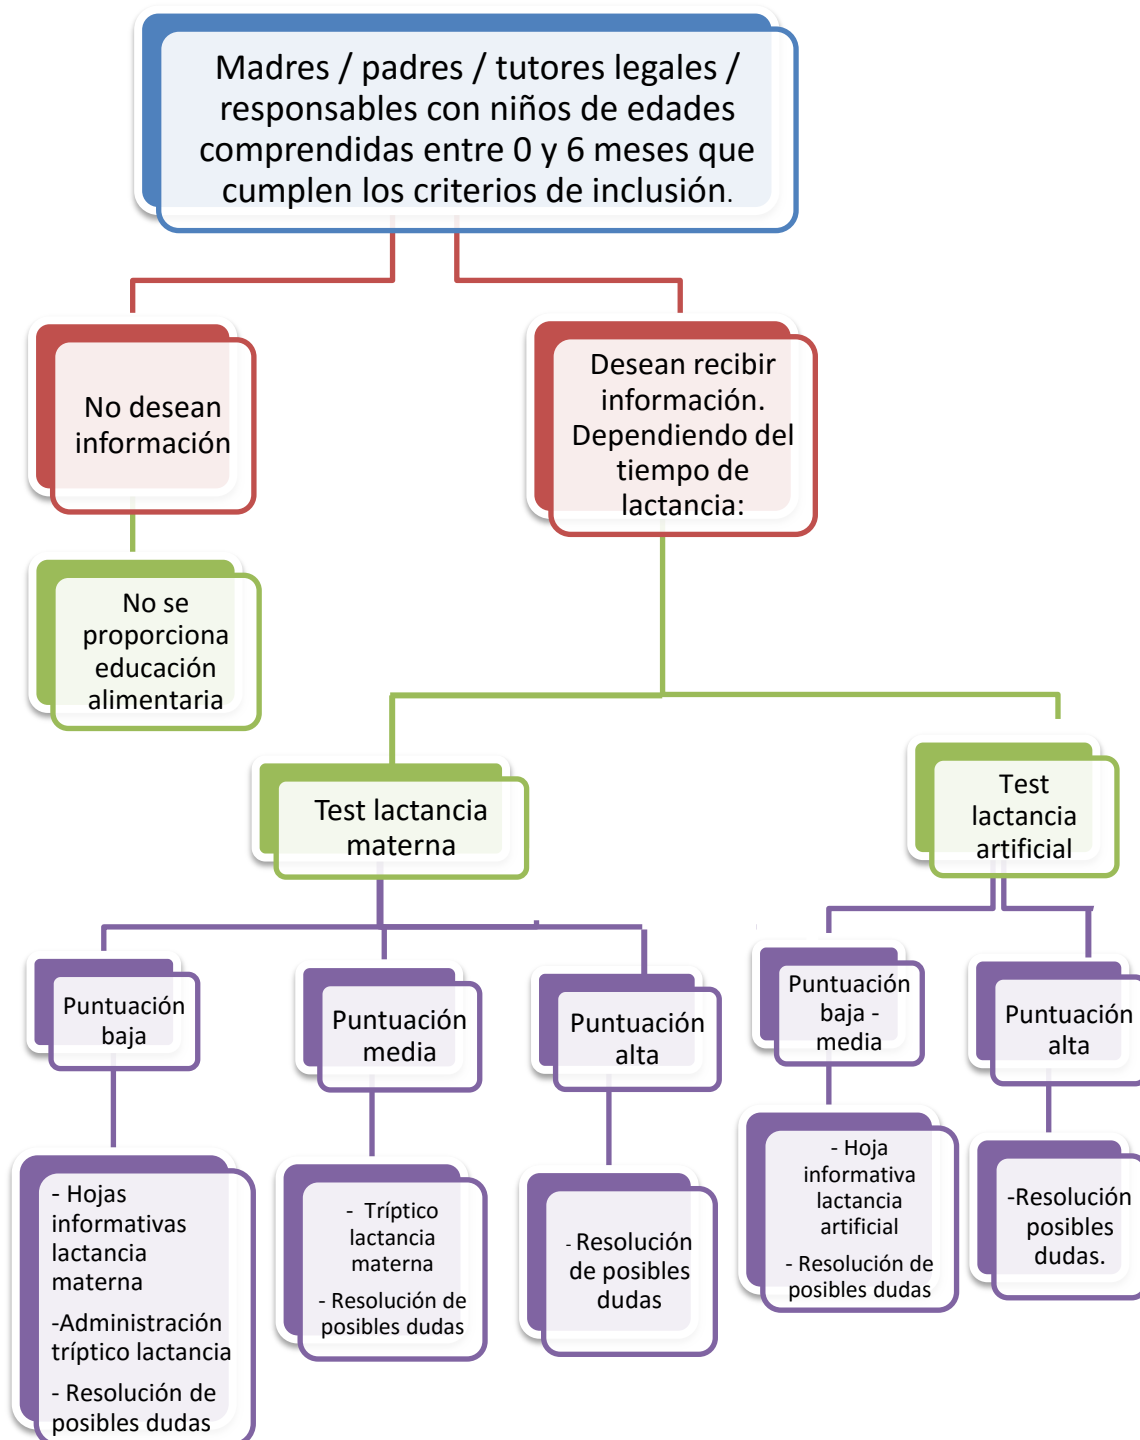 Madres / padres / tutores legales /
responsables con niños de edades
comprendidas entre 0 y 6 meses que
cumplen los criterios de inclusión.
No desean
información
Desean recibir
información.
Dependiendo del
tiempo de
lactancia:
No se
proporciona
educación
alimentaria
Test lactancia
materna
Test
lactancia
artificial
Puntuación
baja
Puntuación
media
Puntuación
alta
Puntuación
baja -
media
Puntuación
alta
- Hojas
informativas
lactancia
materna
-Administración
tríptico lactancia
- Resolución de
posibles dudas
- Tríptico
lactancia
materna
- Resolución de
posibles dudas
- Resolución
de posibles
dudas
- Hoja
informativa
lactancia
artificial
- Resolución de
posibles dudas
-Resolución
posibles
dudas.